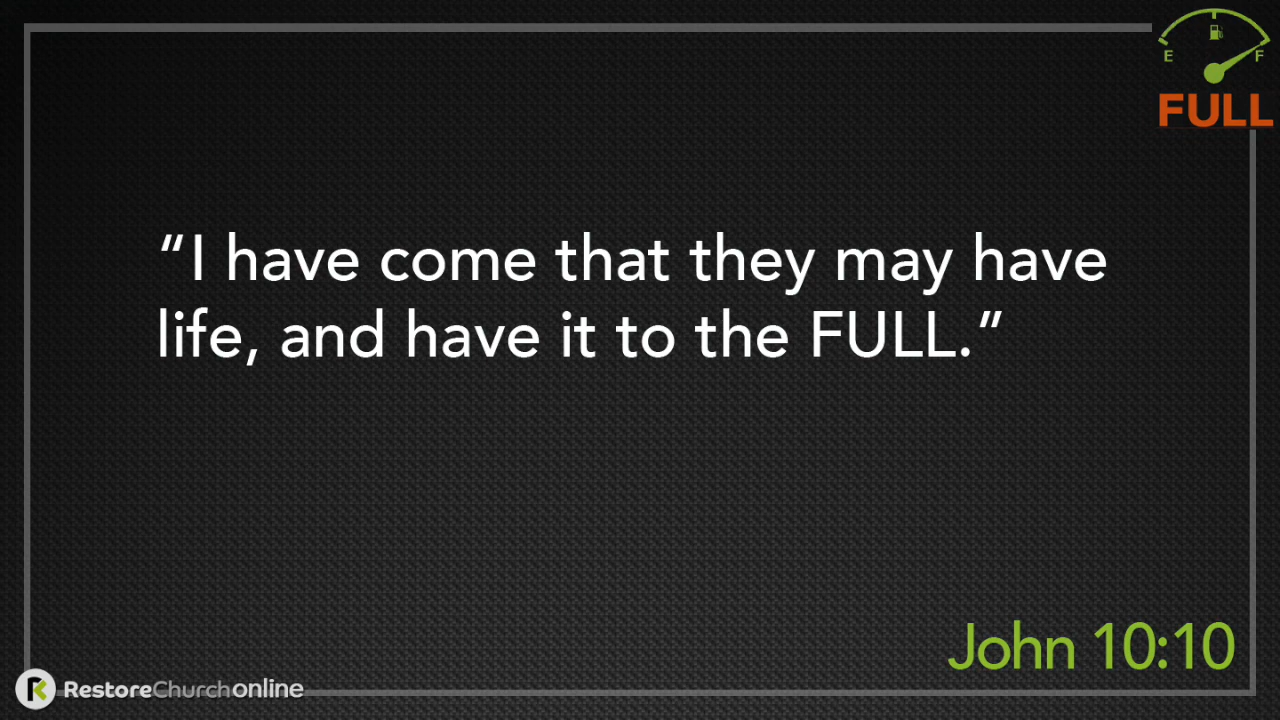 E F
FULL
“I have come that they may have
life, and have it to the FULL.”
John 10:10
RestoreChurchonline